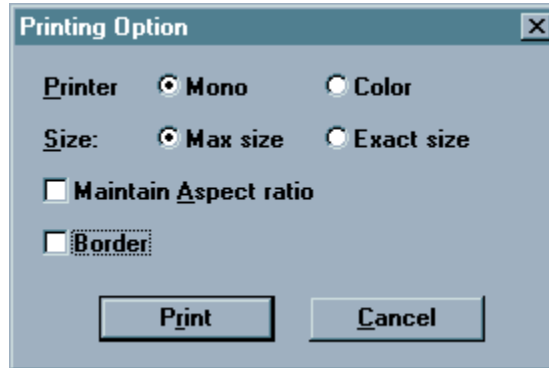 Printing Option
Printer Mono Color
Size: Max size Exact size
Maintain Aspect ratio
Border
Print Cancel